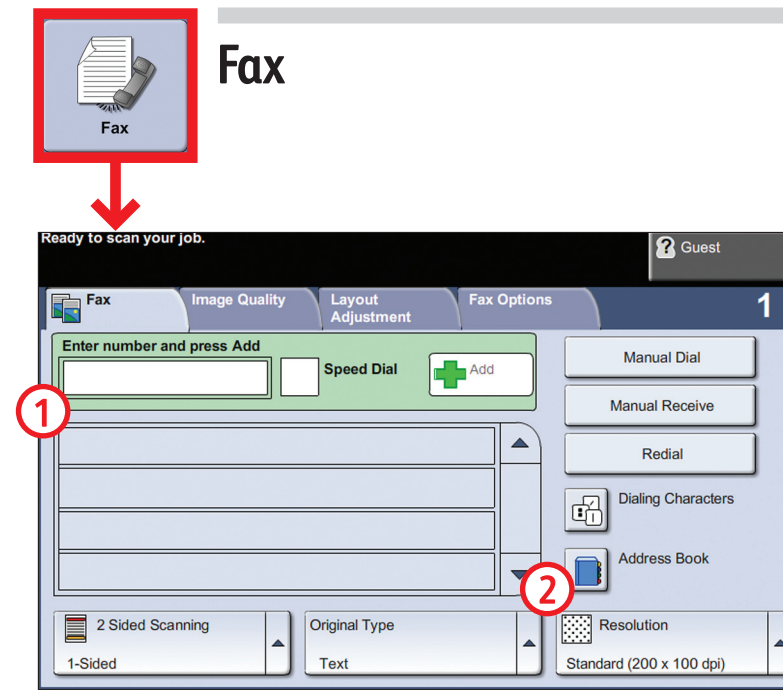 Fax
Fax
Ready to scan your job.
? Guest
Fax
Image Quality
Layout
Adjustment
Fax Options
1
Enter number and press Add
Speed Dial
Add
Manual Dial
1
Manual Receive
Redial
Dialing Characters
Address Book
2
2 Sided Scanning
1-Sided
Original Type
Text
Resolution
Standard (200 x 100 dpi)